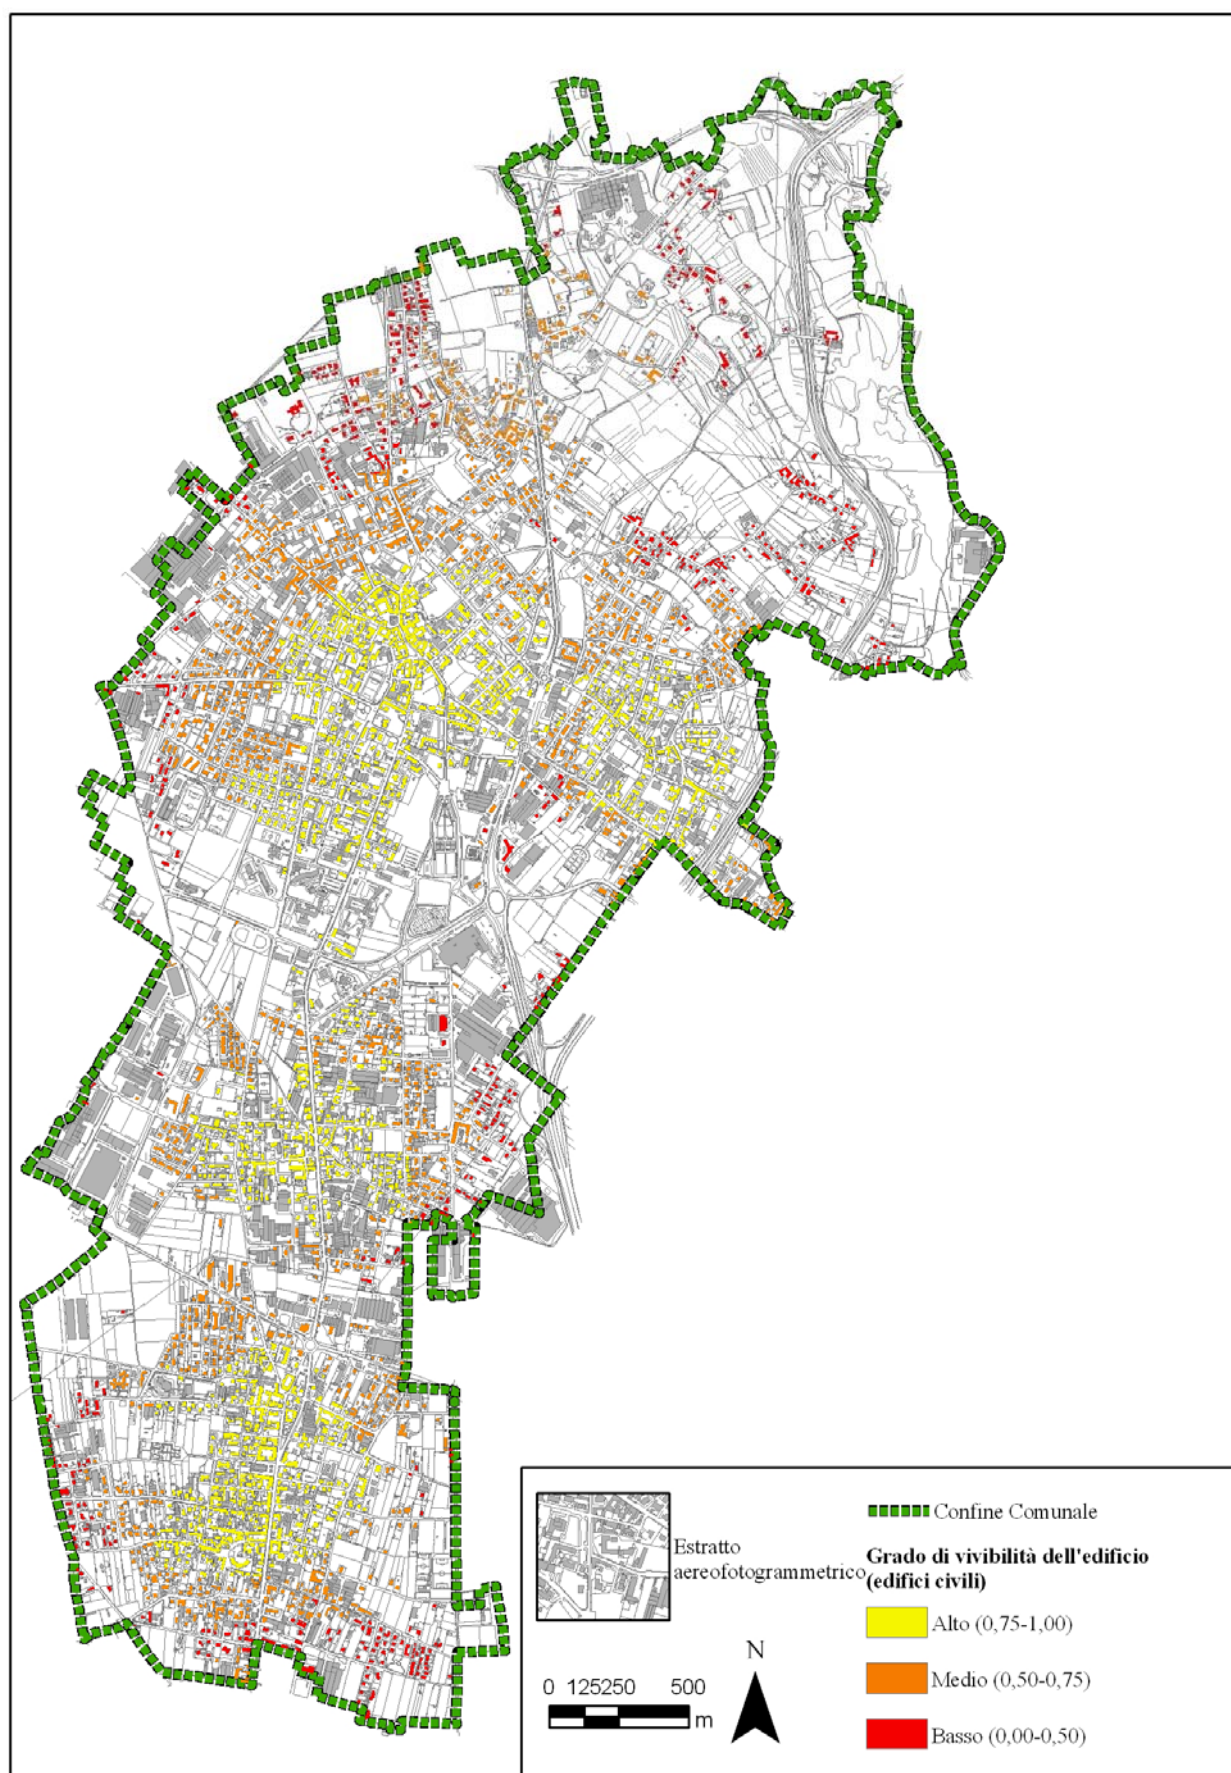 Estratto
aereofotogrammetrico
Confine Comunale
Grado di vivibilità dell'edificio
(edifici civili)
Alto (0,75-1,00)
Medio (0,50-0,75)
Basso (0,00-0,50)
N
0 125250 500
m